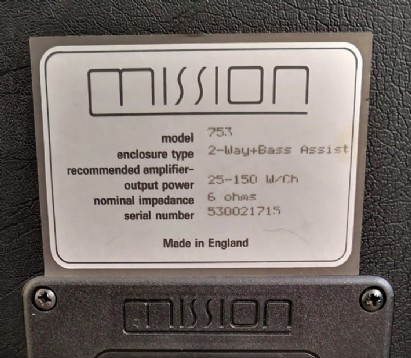 mission
model 753
enclosure type 2-Way+Bass Assist
recommended amplifier-
output power 25-150 W/Ch
nominal impedance 6 ohms
serial number 530021715
Made in England
mission